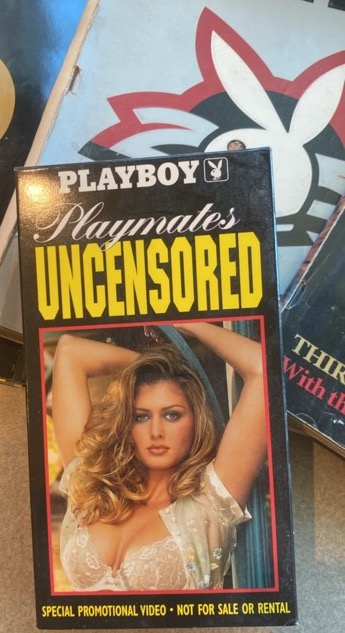 PLAYBOY
Playmates
UNCENSORED
THIR
With th
SPECIAL PROMOTIONAL VIDEO • NOT FOR SALE OR RENTAL